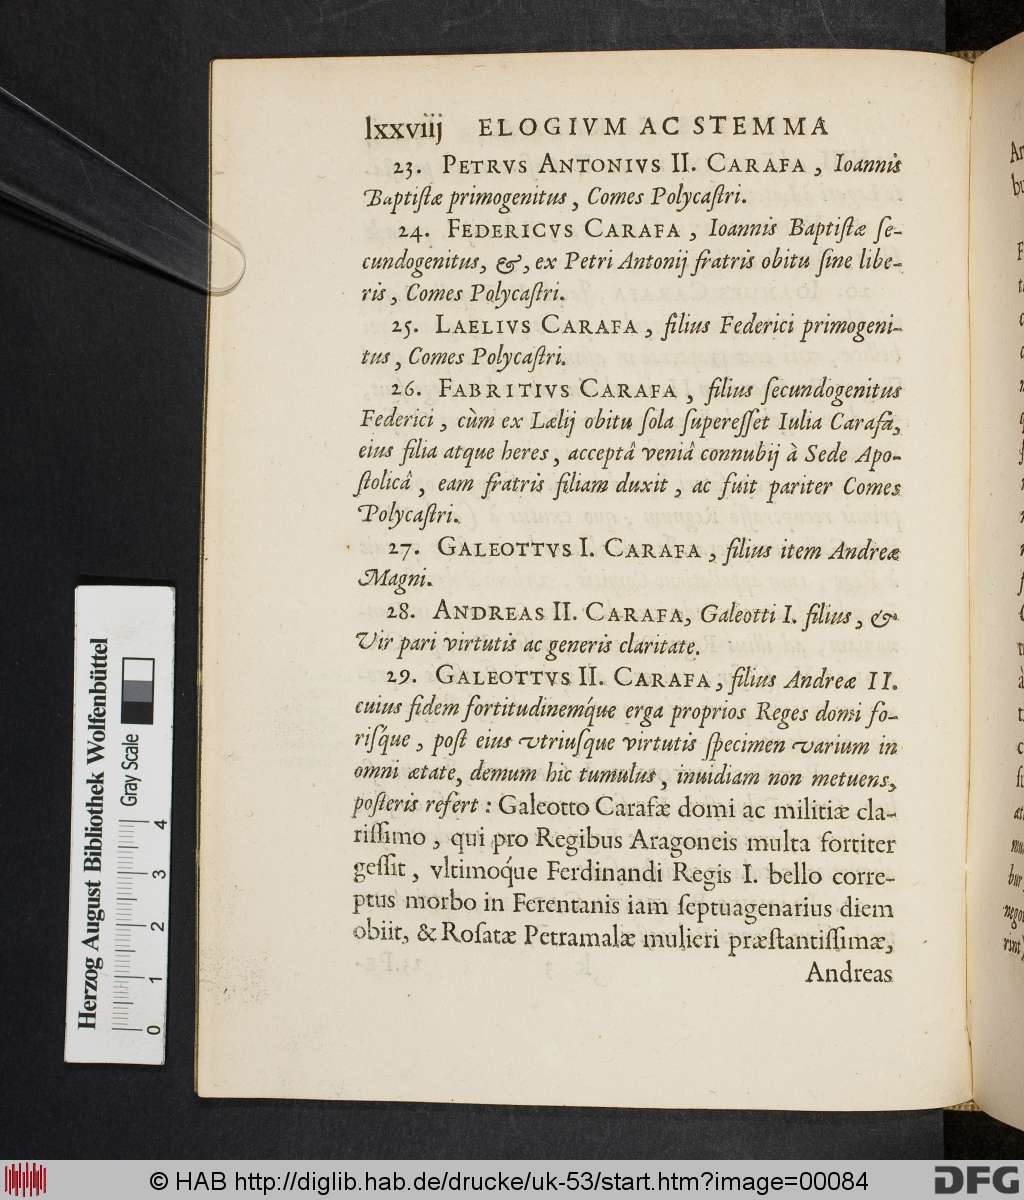 lxxviij ELOGIVM AC STEMMA
23. PETRVS ANTONIVS II. CARAFA, Ioannis
Baptiſtæ primogenitus, Comes Polycaſtri.
24. FEDERICVS CARAFA, Ioannis Baptiſtæ ſe-
cundogenitus, &, ex Petri Antonij fratris obitu ſine libe-
ris, Comes Polycaſtri.
25. LAELIVS CARAFA, filius Federici primogeni-
tus, Comes Polycaſtri.
26. FABRITIVS CARAFA, filius ſecundogenitus
Federici, cùm ex Lælij obitu ſola ſupereſſet Iulia Carafa,
eius filia atque heres, acceptâ veniâ connubij à Sede Apo-
ſtolicâ, eam fratris filiam duxit, ac fuit pariter Comes
Polycaſtri.
27. GALEOTTVS I. CARAFA, filius item Andreæ
Magni.
28. ANDREAS II. CARAFA, Galeotti I. filius, &
Vir pari virtutis ac generis claritate.
29. GALEOTTVS II. CARAFA, filius Andreæ II.
cuius fidem fortitudinemq́ue erga proprios Reges domi fo-
riſque, poſt eius vtriuſque virtutis ſpecimen varium in
omni ætate, demum hic tumulus, inuidiam non metuens,
poſteris refert: Galeotto Carafæ domi ac militiæ cla-
riſſimo, qui pro Regibus Aragoneis multa fortiter
geſſit, vltimoq́ue Ferdinandi Regis I. bello corre-
ptus morbo in Ferentanis iam ſeptuagenarius diem
obiit, & Roſatæ Petramalæ mulieri præſtantiſſimæ,
Andreas
Herzog August Bibliothek Wolfenbüttel
Gray Scale
0 1 2 3 4
© HAB http://diglib.hab.de/drucke/uk-53/start.htm?image=00084
DFG